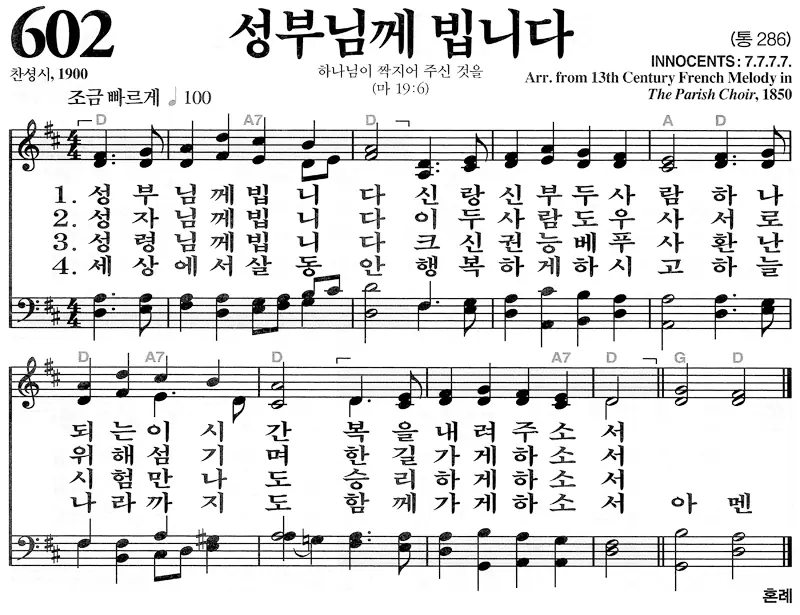 602
성부님께 빕니다
(통 286)
찬셩시, 1900
하나님이 짝지어 주신 것을
(마 19:6)
INNOCENTS: 7.7.7.7.
Arr. from 13th Century French Melody in
The Parish Choir, 1850
조금 빠르게 ♩ 100
D A7 D A D
1. 성 부 님 께 빕 니 다 신 랑 신 부 두 사 람 하 나
2. 성 자 님 께 빕 니 다 이 두 사 람 도 우 사 서 로
3. 성 령 님 께 빕 니 다 크 신 권 능 베 푸 사 환 난
4. 세 상 에 서 살 동 안 행 복 하 게 하 시 고 하 늘
D A7 D A7 D G D
되 는 이 시 간 복 을 내 려 주 소 서
위 해 섬 기 며 한 길 가 게 하 소 서
시 험 만 나 도 승 리 하 게 하 소 서
나 라 까 지 도 함 께 가 게 하 소 서 아 멘
혼례